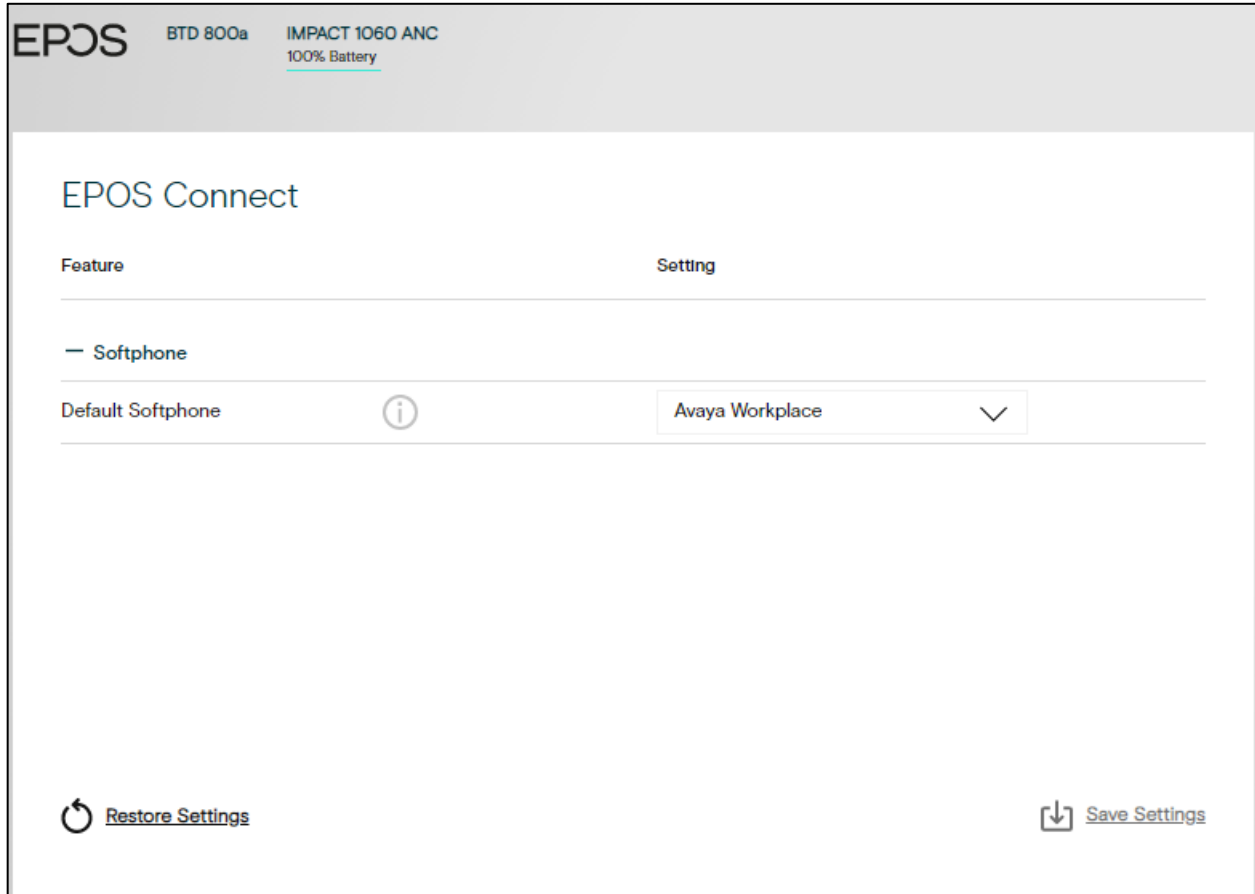 EPOS BTD 800a IMPACT 1060 ANC
100% Battery
EPOS Connect
Feature Setting
Softphone
Default Softphone Avaya Workplace
Restore Settings Save Settings